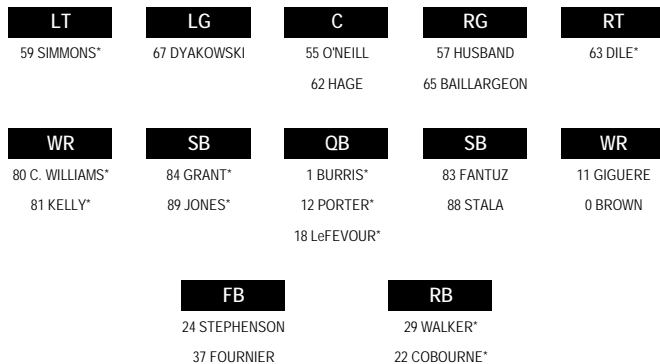 LT LG C RG RT
59 SIMMONS* 67 DYAKOWSKI 55 O'NEILL 57 HUSBAND 63 DILE*
62 HAGE 65 BAILLARGEON
WR SB QB SB WR
80 C. WILLIAMS* 84 GRANT* 1 BURRIS* 83 FANTUZ 11 GIGUERE
81 KELLY* 89 JONES* 12 PORTER* 88 STALA 0 BROWN
18 LeFEVOUR*
FB RB
24 STEPHENSON 29 WALKER*
37 FOURNIER 22 COBOURNE*